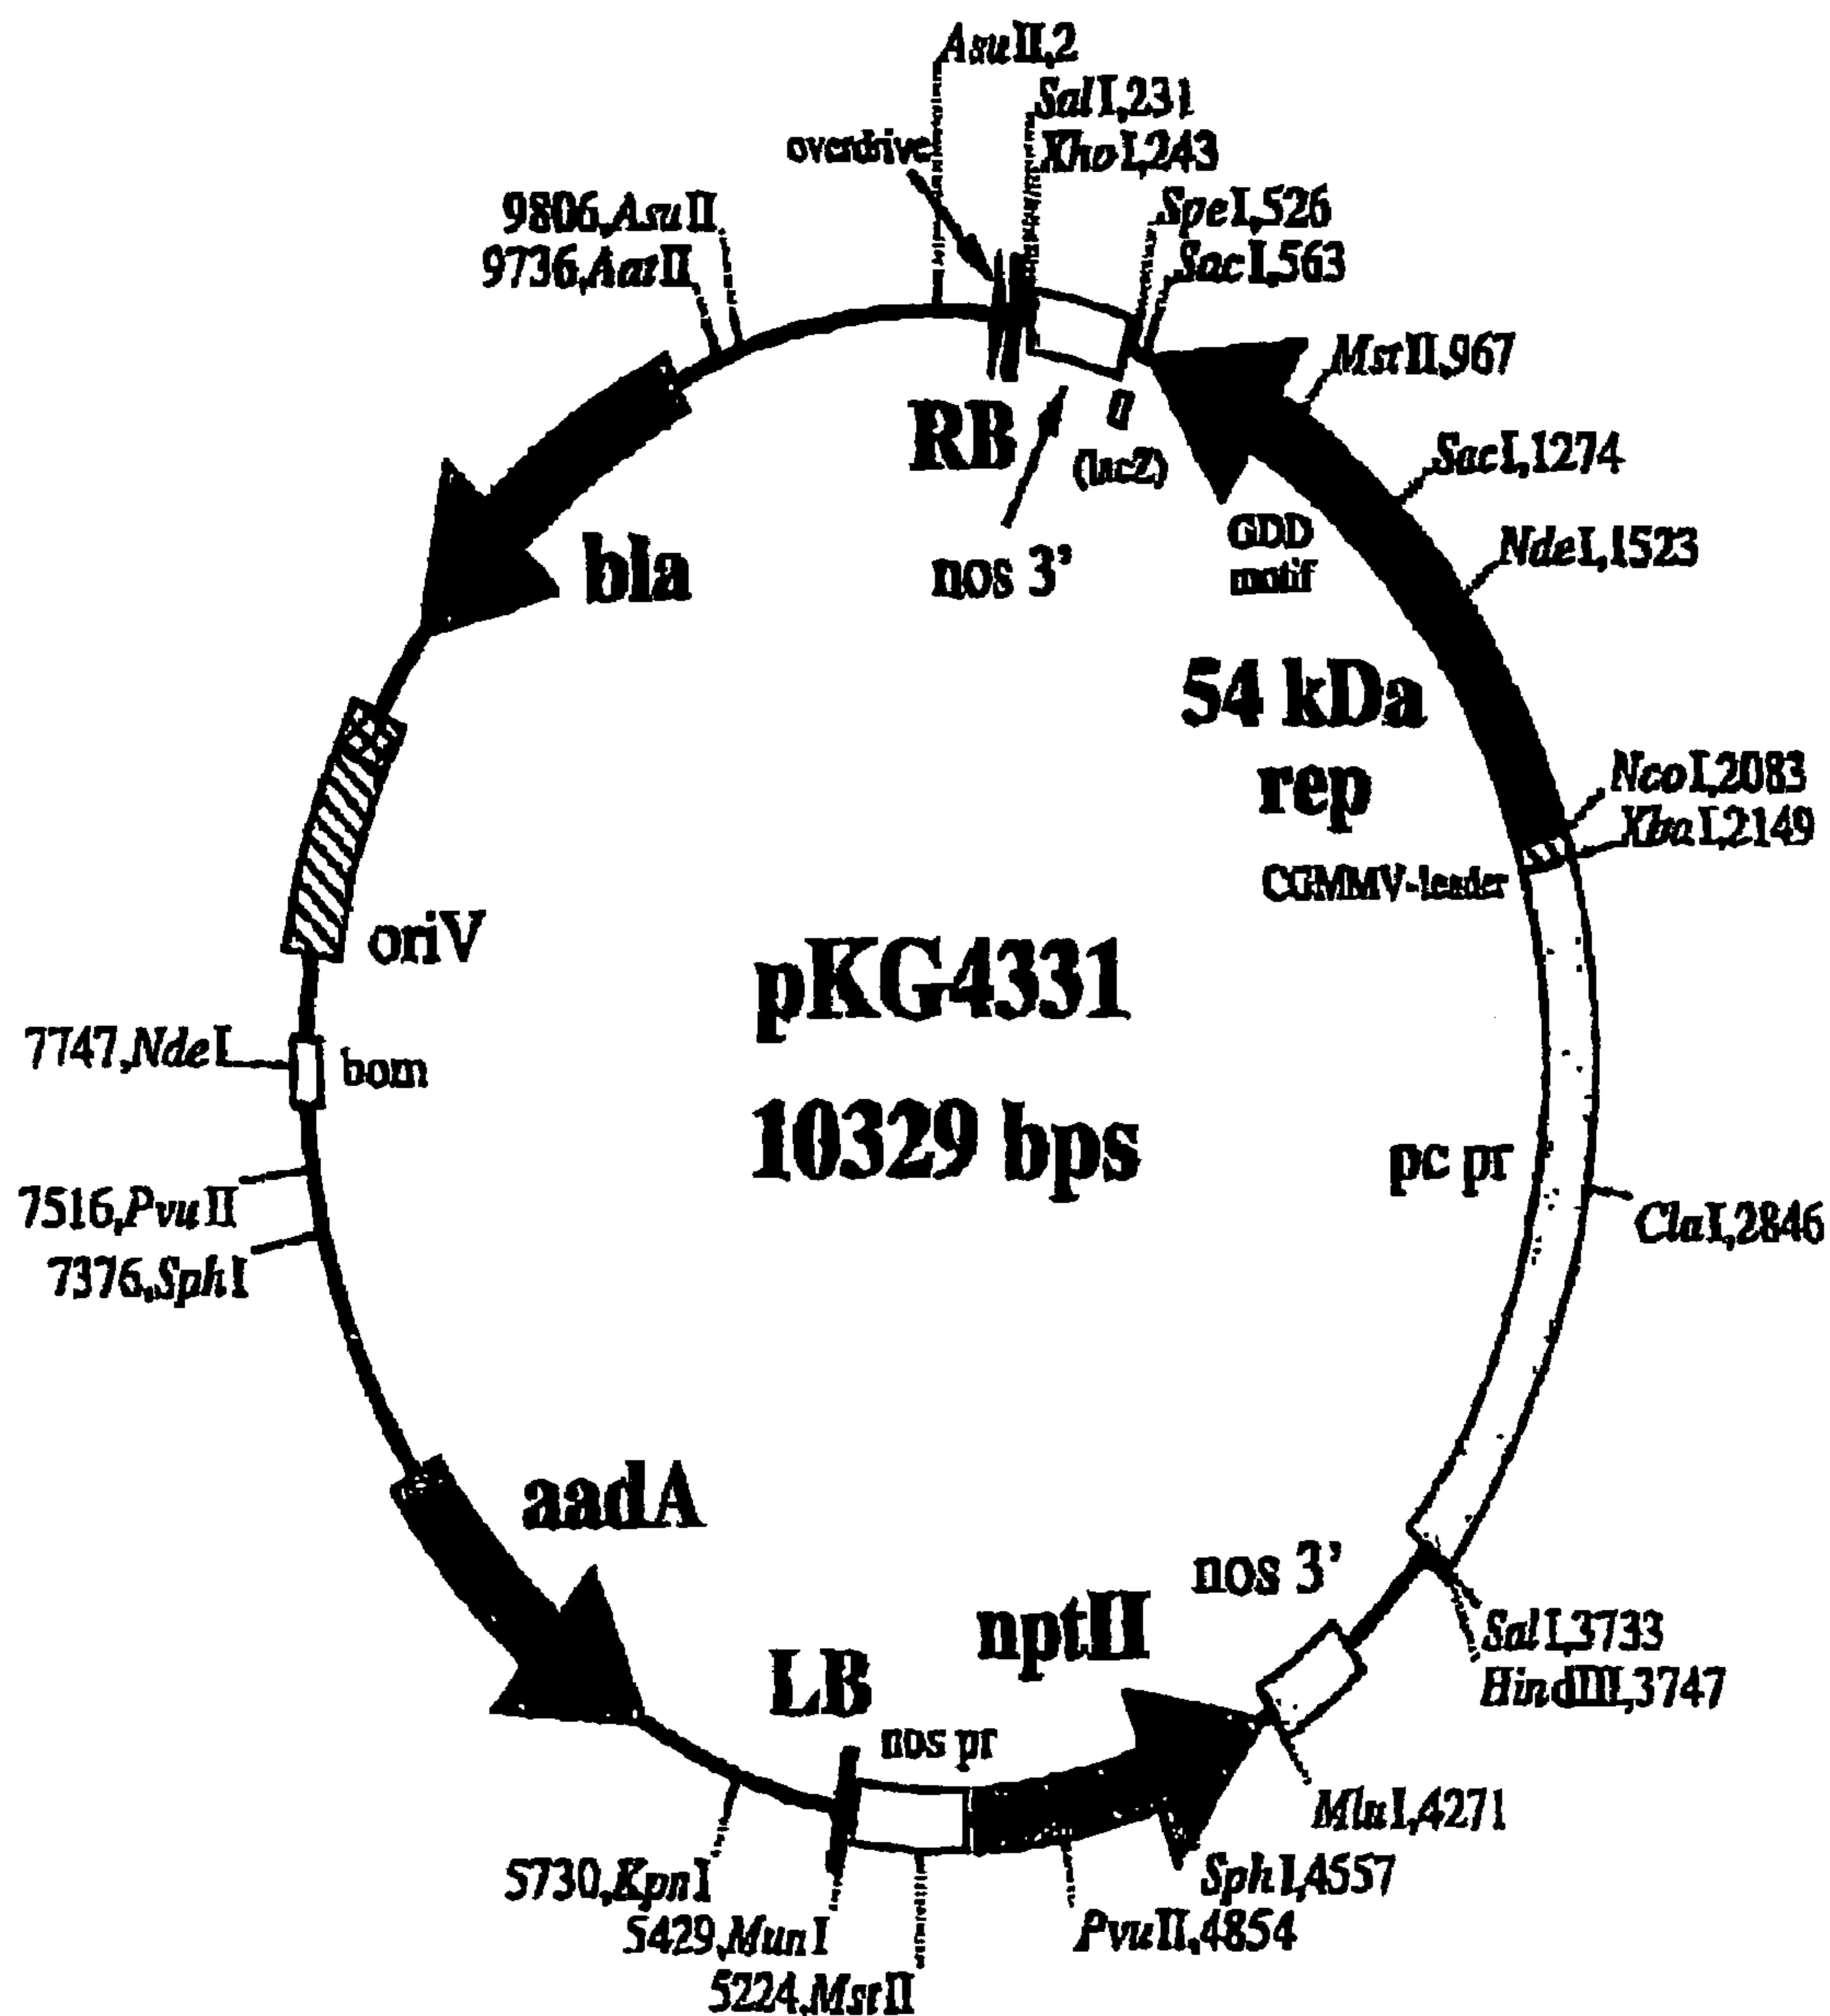 AsuII,2
SalI,231
XhoI,243
overdrive
SpeI,526
SacI,563
9806,AsuII
9736,AatII
MstII,967
RB
(lacZ)
SacI,1274
nos 3'
GDD
motif
NdeI,1523
bla
54 kDa
rep
NcoI,2083
XbaI,2149
CGMMV-leader
oriV
pKG4331
10329 bps
7747,NdeI
bom
pc pr
7516,PvuII
7376,SphI
ClaI,2846
aadA
nos 3'
nptII
SalI,3733
HindIII,3747
LB
nos pr
MluI,4271
SphI,4557
PvuII,4854
5730,KpnI
5429,MunI
5224,MstII